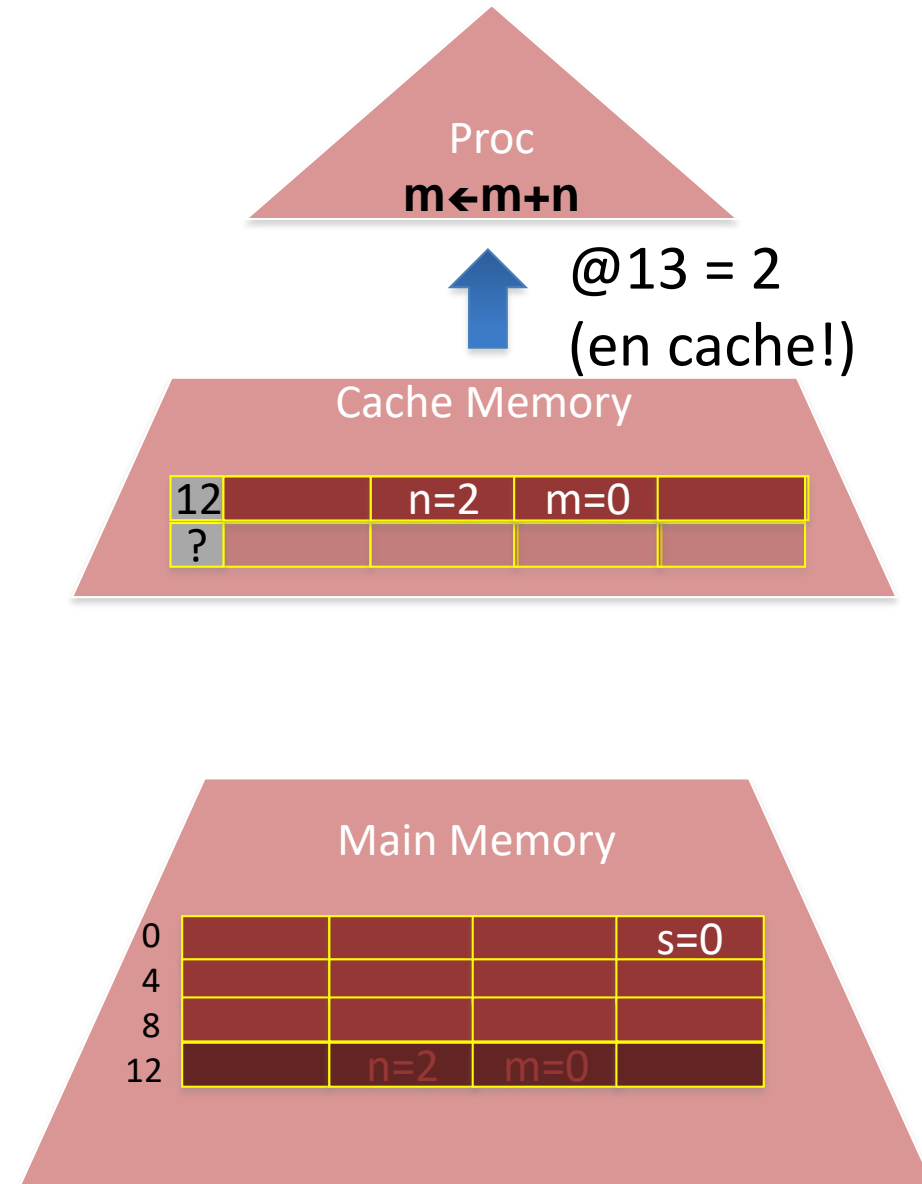 Proc
m←m+n
@13 = 2
(en cache!)
Cache Memory
12 n=2 m=0
?
Main Memory
0 s=0
4
8
12 n=2 m=0